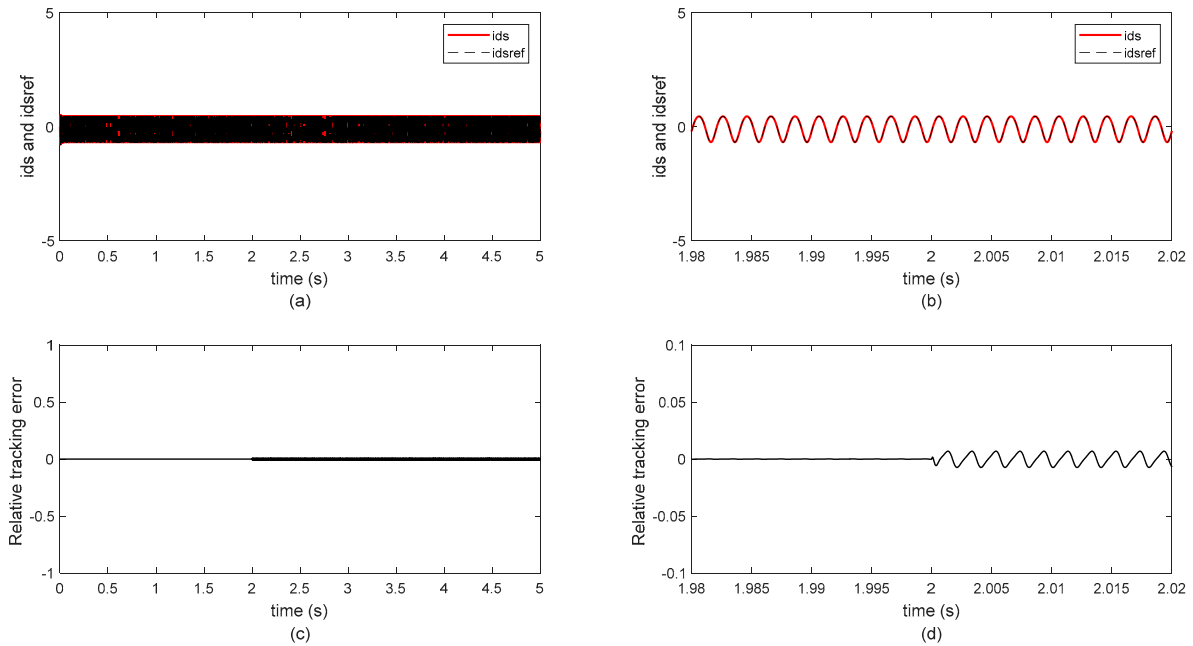 5
0
-5
ids and idsref
ids
idsref
0 0.5 1 1.5 2 2.5 3 3.5 4 4.5 5
time (s)
(a)
5
0
-5
ids and idsref
ids
idsref
1.98 1.985 1.99 1.995 2 2.005 2.01 2.015 2.02
time (s)
(b)
1
0.5
0
-0.5
-1
Relative tracking error
0 0.5 1 1.5 2 2.5 3 3.5 4 4.5 5
time (s)
(c)
0.1
0.05
0
-0.05
-0.1
Relative tracking error
1.98 1.985 1.99 1.995 2 2.005 2.01 2.015 2.02
time (s)
(d)